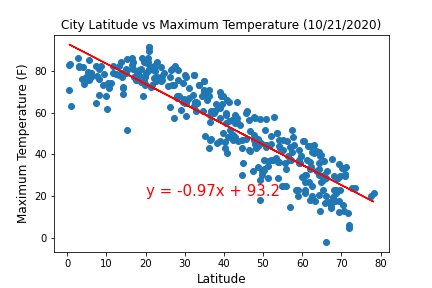 City Latitude vs Maximum Temperature (10/21/2020)
Maximum Temperature (F)
80
60
40
20
0
y = -0.97x + 93.2
0 10 20 30 40 50 60 70 80
Latitude